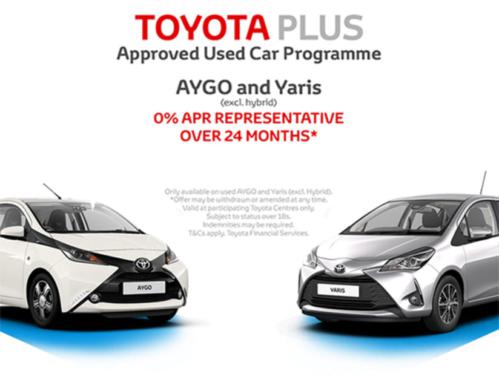 TOYOTA PLUS
Approved Used Car Programme
AYGO and Yaris
(excl. hybrid)
0% APR REPRESENTATIVE
OVER 24 MONTHS*
Only available on used AYGO and Yaris (excl. Hybrid).
*Offer may be withdrawn or amended at any time.
Valid at participating Toyota Centres only.
Subject to status over 18s.
Indemnities may be required.
T&Cs apply. Toyota Financial Services.
AYGO
YARIS